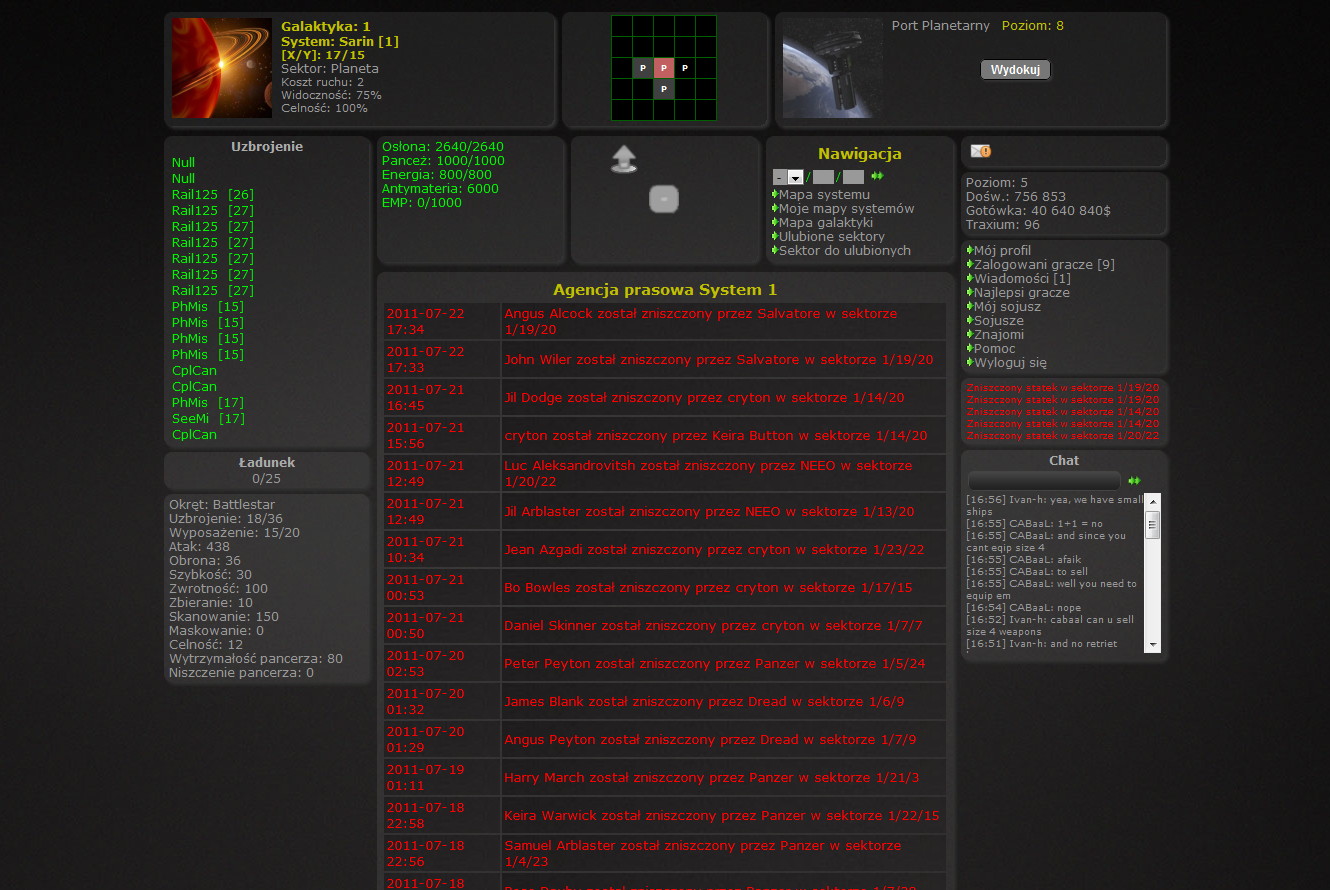 Galaktyka: 1
System: Sarin [1]
[X/Y]: 17/15
Sektor: Planeta
Koszt ruchu: 2
Widoczność: 75%
Celność: 100%
P P P
P
Port Planetarny Poziom: 8
Wydokuj
Uzbrojenie
Null
Null
Rail125 [26]
Rail125 [27]
Rail125 [27]
Rail125 [27]
Rail125 [27]
Rail125 [27]
Rail125 [27]
PhMis [15]
PhMis [15]
PhMis [15]
PhMis [15]
CplCan
CplCan
PhMis [17]
SeeMi [17]
CplCan
Ładunek
0/25
Okręt: Battlestar
Uzbrojenie: 18/36
Wyposażenie: 15/20
Atak: 438
Obrona: 36
Szybkość: 30
Zwrotność: 100
Zbieranie: 10
Skanowanie: 150
Maskowanie: 0
Celność: 12
Wytrzymałość pancerza: 80
Niszczenie pancerza: 0
Osłona: 2640/2640
Panceż: 1000/1000
Energia: 800/800
Antymateria: 6000
EMP: 0/1000
Nawigacja
- / /
Mapa systemu
Moje mapy systemów
Mapa galaktyki
Ulubione sektory
Sektor do ulubionych
Agencja prasowa System 1
2011-07-22 17:34
Angus Alcock został zniszczony przez Salvatore w sektorze 1/19/20
2011-07-22 17:33
John Wiler został zniszczony przez Salvatore w sektorze 1/19/20
2011-07-21 16:45
Jil Dodge został zniszczony przez cryton w sektorze 1/14/20
2011-07-21 15:56
cryton został zniszczony przez Keira Button w sektorze 1/14/20
2011-07-21 12:49
Luc Aleksandrovitsh został zniszczony przez NEEO w sektorze 1/20/22
2011-07-21 12:49
Jil Arblaster został zniszczony przez NEEO w sektorze 1/13/20
2011-07-21 10:34
Jean Azgadi został zniszczony przez cryton w sektorze 1/23/22
2011-07-21 00:53
Bo Bowles został zniszczony przez cryton w sektorze 1/17/15
2011-07-21 00:50
Daniel Skinner został zniszczony przez cryton w sektorze 1/7/7
2011-07-20 02:53
Peter Peyton został zniszczony przez Panzer w sektorze 1/5/24
2011-07-20 01:32
James Blank został zniszczony przez Dread w sektorze 1/6/9
2011-07-20 01:29
Angus Peyton został zniszczony przez Dread w sektorze 1/7/9
2011-07-19 01:11
Harry March został zniszczony przez Panzer w sektorze 1/21/3
2011-07-18 22:58
Keira Warwick został zniszczony przez Panzer w sektorze 1/22/15
2011-07-18 22:56
Samuel Arblaster został zniszczony przez Panzer w sektorze 1/4/23
2011-07-18
Poziom: 5
Dośw.: 756 853
Gotówka: 40 640 840$
Traxium: 96
Mój profil
Zalogowani gracze [9]
Wiadomości [1]
Najlepsi gracze
Mój sojusz
Sojusze
Znajomi
Pomoc
Wyloguj się
Zniszczony statek w sektorze 1/19/20
Zniszczony statek w sektorze 1/19/20
Zniszczony statek w sektorze 1/14/20
Zniszczony statek w sektorze 1/14/20
Zniszczony statek w sektorze 1/20/22
Chat
[16:56] Ivan-h: yea, we have small
ships
[16:55] CABaaL: 1+1 = no
[16:55] CABaaL: and since you
cant eqip size 4
[16:55] CABaaL: afaik
[16:55] CABaaL: to sell
[16:55] CABaaL: well you need to
equip em
[16:54] CABaaL: nope
[16:52] Ivan-h: cabaal can u sell
size 4 weapons
[16:51] Ivan-h: and no retriet